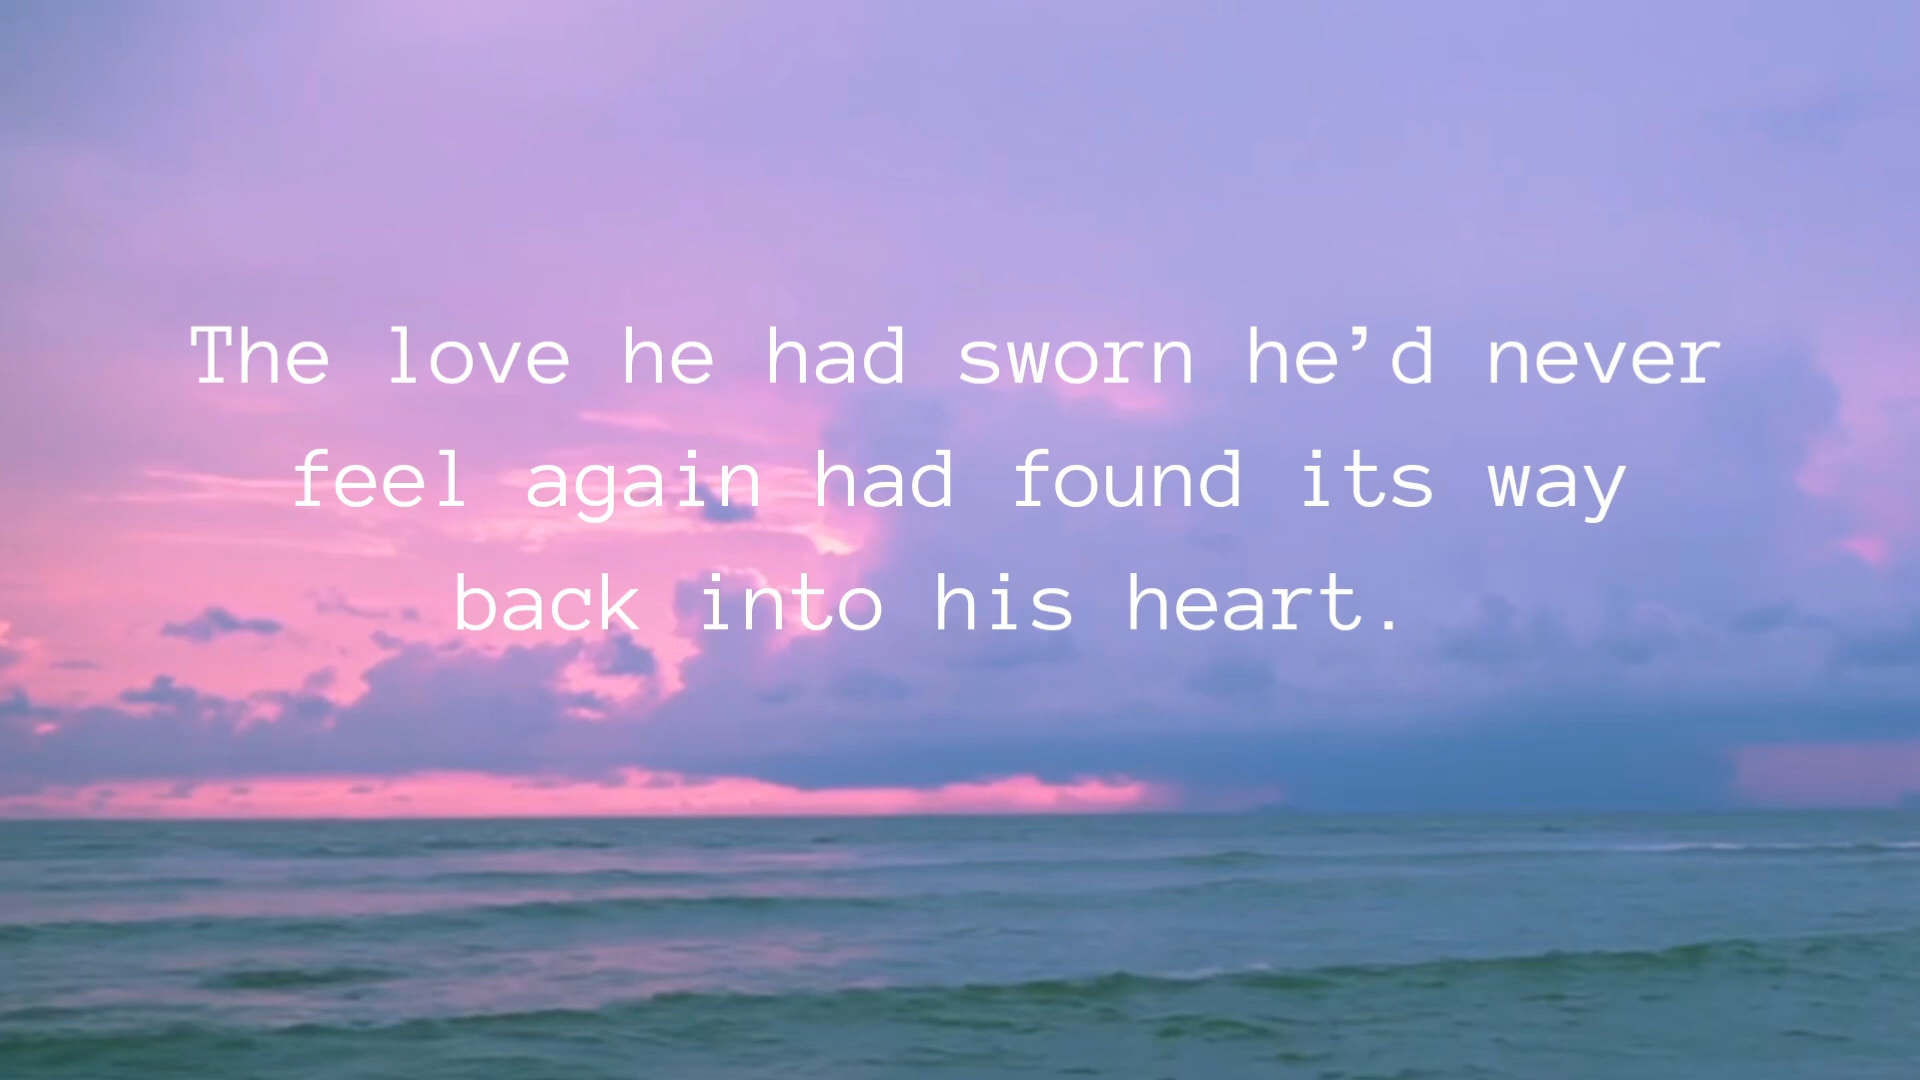 The love he had sworn he’d never
feel again had found its way
back into his heart.